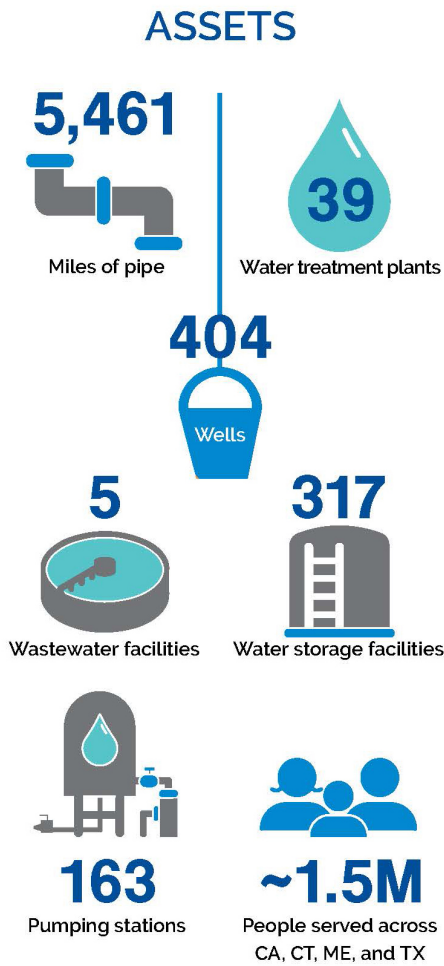 ASSETS
5,461
Miles of pipe
39
Water treatment plants
404
Wells
5
Wastewater facilities
317
Water storage facilities
163
Pumping stations
~1.5M
People served across
CA, CT, ME, and TX